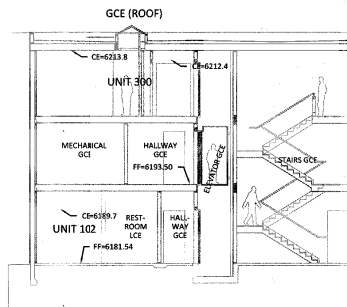 GCE (ROOF)
CE=6213.8
CE=6212.4
UNIT 300
MECHANICAL
GCE
HALLWAY
GCE
FF=6193.50
ELEVATOR GCE
STAIRS GCE
CE=6189.7
UNIT 102
REST-
ROOM
LCE
HALL-
WAY
GCE
FF=6181.54